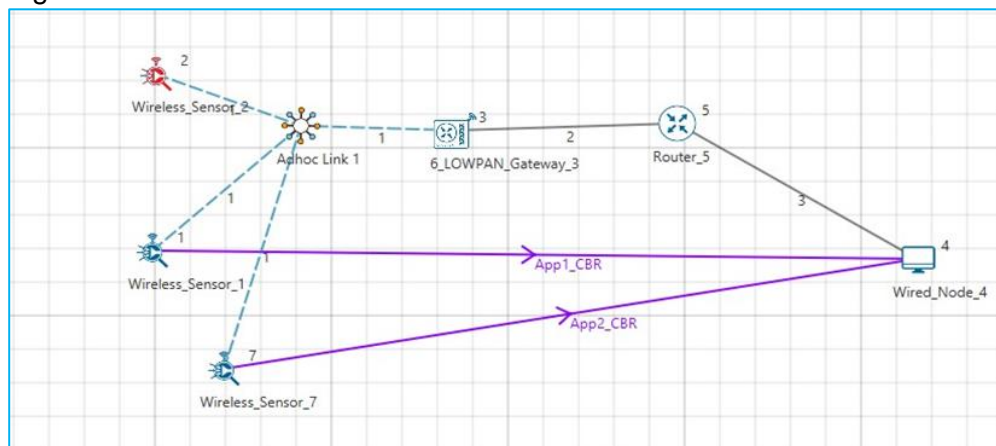 2
Wireless_Sensor_2
Adhoc Link 1
1
3
6_LOWPAN_Gateway_3
2
5
Router_5
1
3
1
Wireless_Sensor_1
1
App1_CBR
4
Wired_Node_4
App2_CBR
7
Wireless_Sensor_7